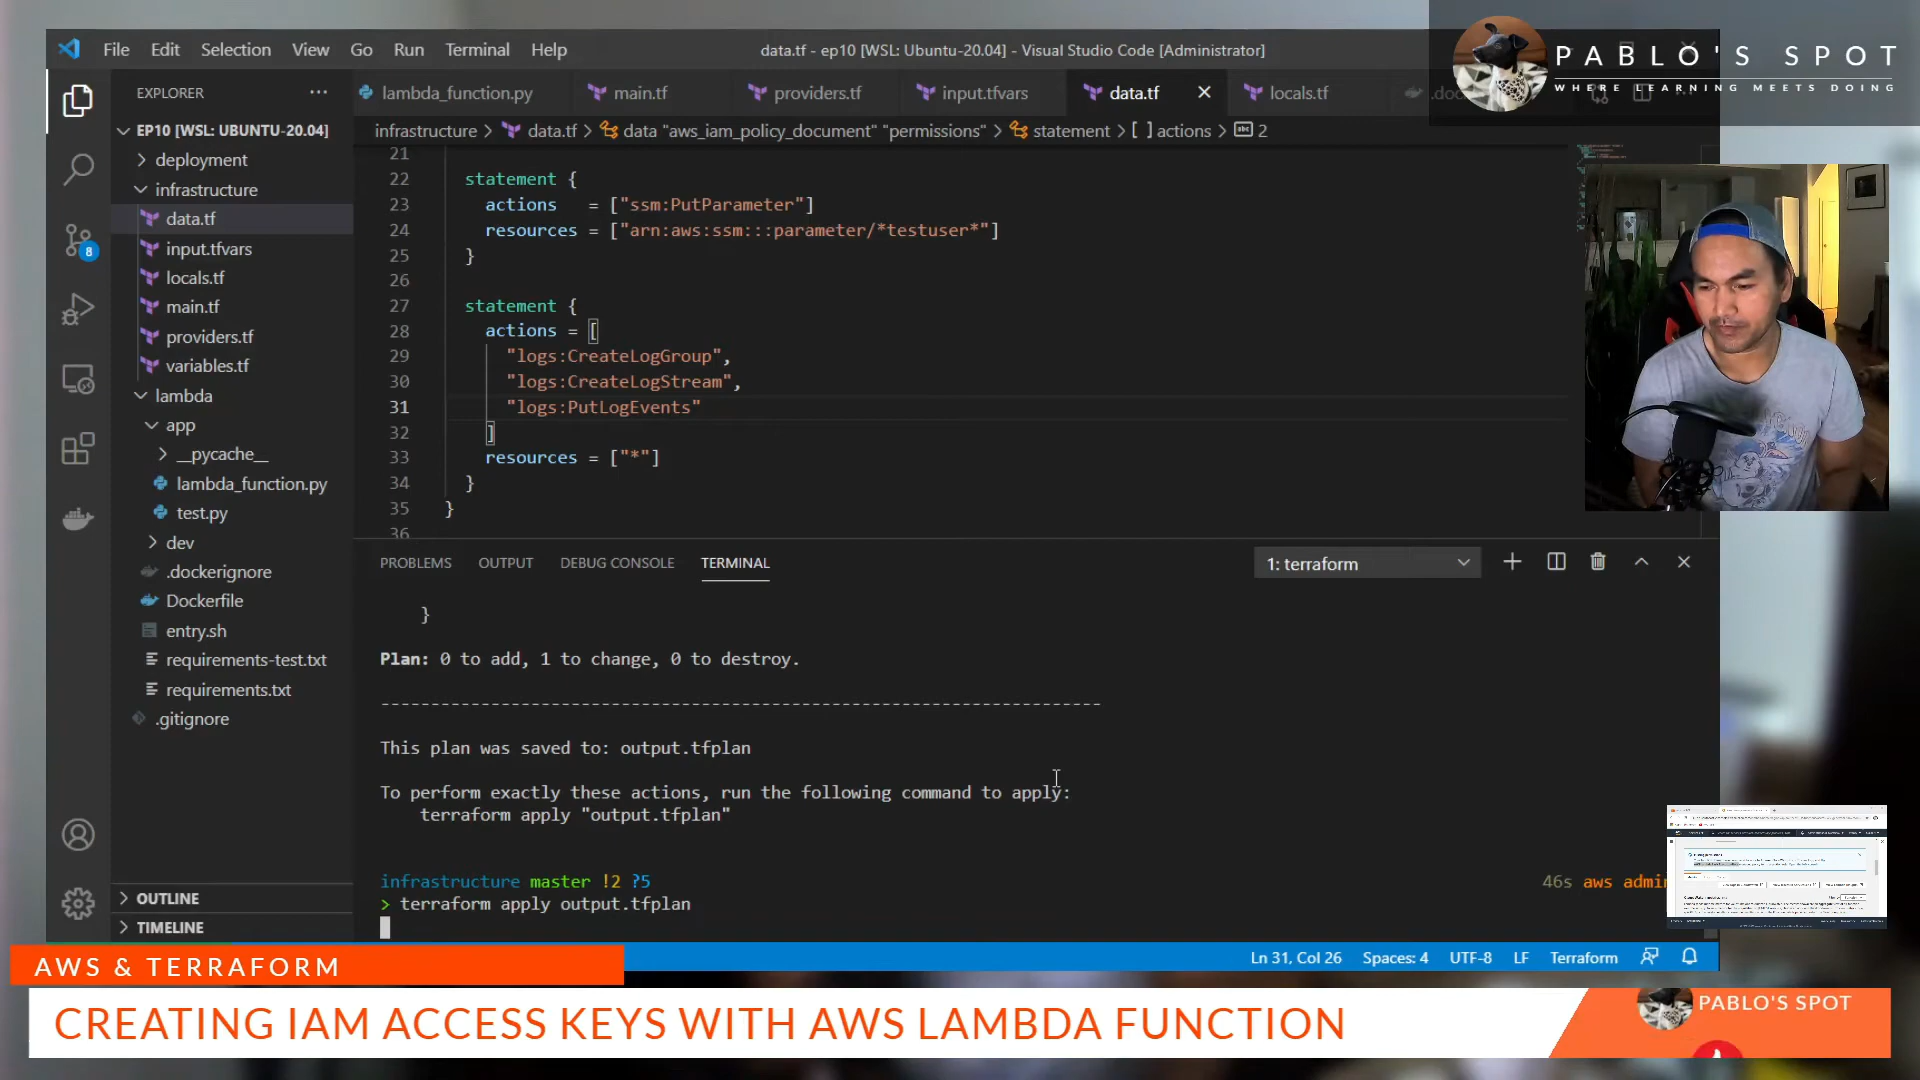 File Edit Selection View Go Run Terminal Help
data.tf - ep10 [WSL: Ubuntu-20.04] - Visual Studio Code [Administrator]
PABLO'S SPOT
WHERE LEARNING MEETS DOING
EXPLORER
lambda_function.py
main.tf
providers.tf
input.tfvars
data.tf
locals.tf
infrastructure > data.tf > data "aws_iam_policy_document" "permissions" > statement > [ ] actions > abc 2
EP10 [WSL: UBUNTU-20.04]
deployment
infrastructure
data.tf
input.tfvars
locals.tf
main.tf
providers.tf
variables.tf
lambda
app
__pycache__
lambda_function.py
test.py
dev
.dockerignore
Dockerfile
entry.sh
requirements-test.txt
requirements.txt
.gitignore
OUTLINE
TIMELINE
8
21
22 statement {
23 actions = ["ssm:PutParameter"]
24 resources = ["arn:aws:ssm:::parameter/*testuser*"]
25 }
26
27 statement {
28 actions = [
29 "logs:CreateLogGroup",
30 "logs:CreateLogStream",
31 "logs:PutLogEvents"
32 ]
33 resources = ["*"]
34 }
35 }
36
PROBLEMS OUTPUT DEBUG CONSOLE TERMINAL
1: terraform
}
Plan: 0 to add, 1 to change, 0 to destroy.
------------------------------------------------------------------------
This plan was saved to: output.tfplan
To perform exactly these actions, run the following command to apply:
terraform apply "output.tfplan"
infrastructure master !2 ?5
46s aws admin
> terraform apply output.tfplan
Ln 31, Col 26 Spaces: 4 UTF-8 LF Terraform
AWS & TERRAFORM
CREATING IAM ACCESS KEYS WITH AWS LAMBDA FUNCTION
PABLO'S SPOT